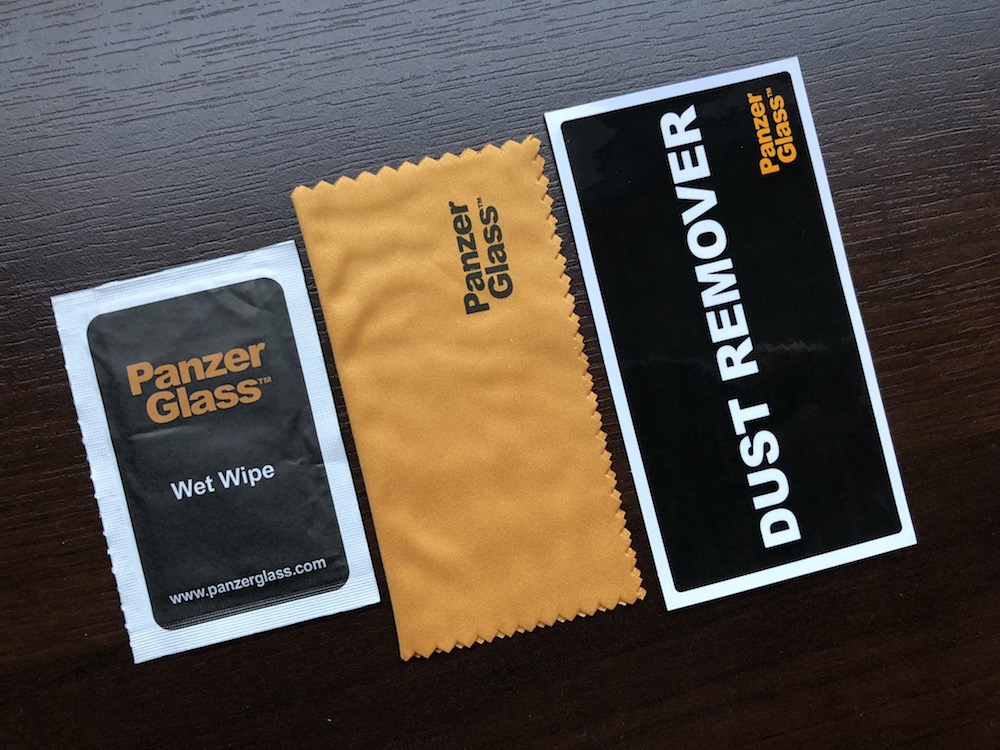 Panzer
Glass™
Wet Wipe
www.panzerglass.com
Panzer
Glass™
DUST REMOVER
Panzer
Glass™